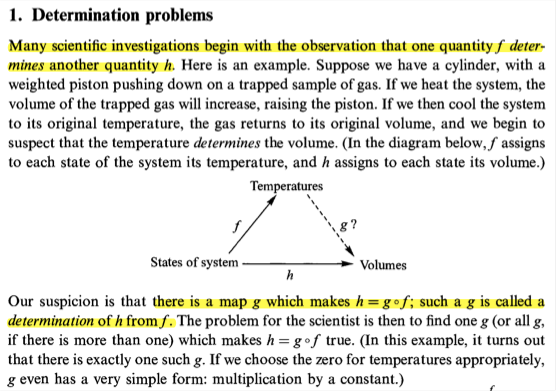 1. Determination problems
Many scientific investigations begin with the observation that one quantity f deter-
mines another quantity h. Here is an example. Suppose we have a cylinder, with a
weighted piston pushing down on a trapped sample of gas. If we heat the system, the
volume of the trapped gas will increase, raising the piston. If we then cool the system
to its original temperature, the gas returns to its original volume, and we begin to
suspect that the temperature determines the volume. (In the diagram below, f assigns
to each state of the system its temperature, and h assigns to each state its volume.)
Temperatures
f
g?
States of system
Volumes
h
Our suspicion is that there is a map g which makes h = g∘f; such a g is called a
determination of h from f. The problem for the scientist is then to find one g (or all g,
if there is more than one) which makes h = g∘f true. (In this example, it turns out
that there is exactly one such g. If we choose the zero for temperatures appropriately,
g even has a very simple form: multiplication by a constant.)